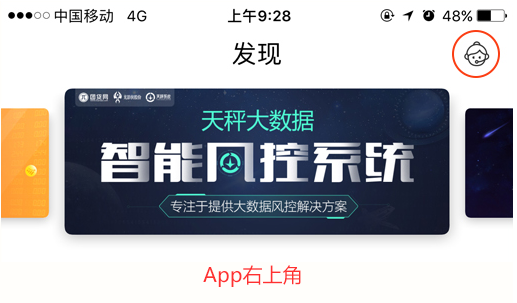 中国移动 4G 上午9:28 48%
发现
天秤大数据
智能风控系统
专注于提供大数据风控解决方案
App右上角